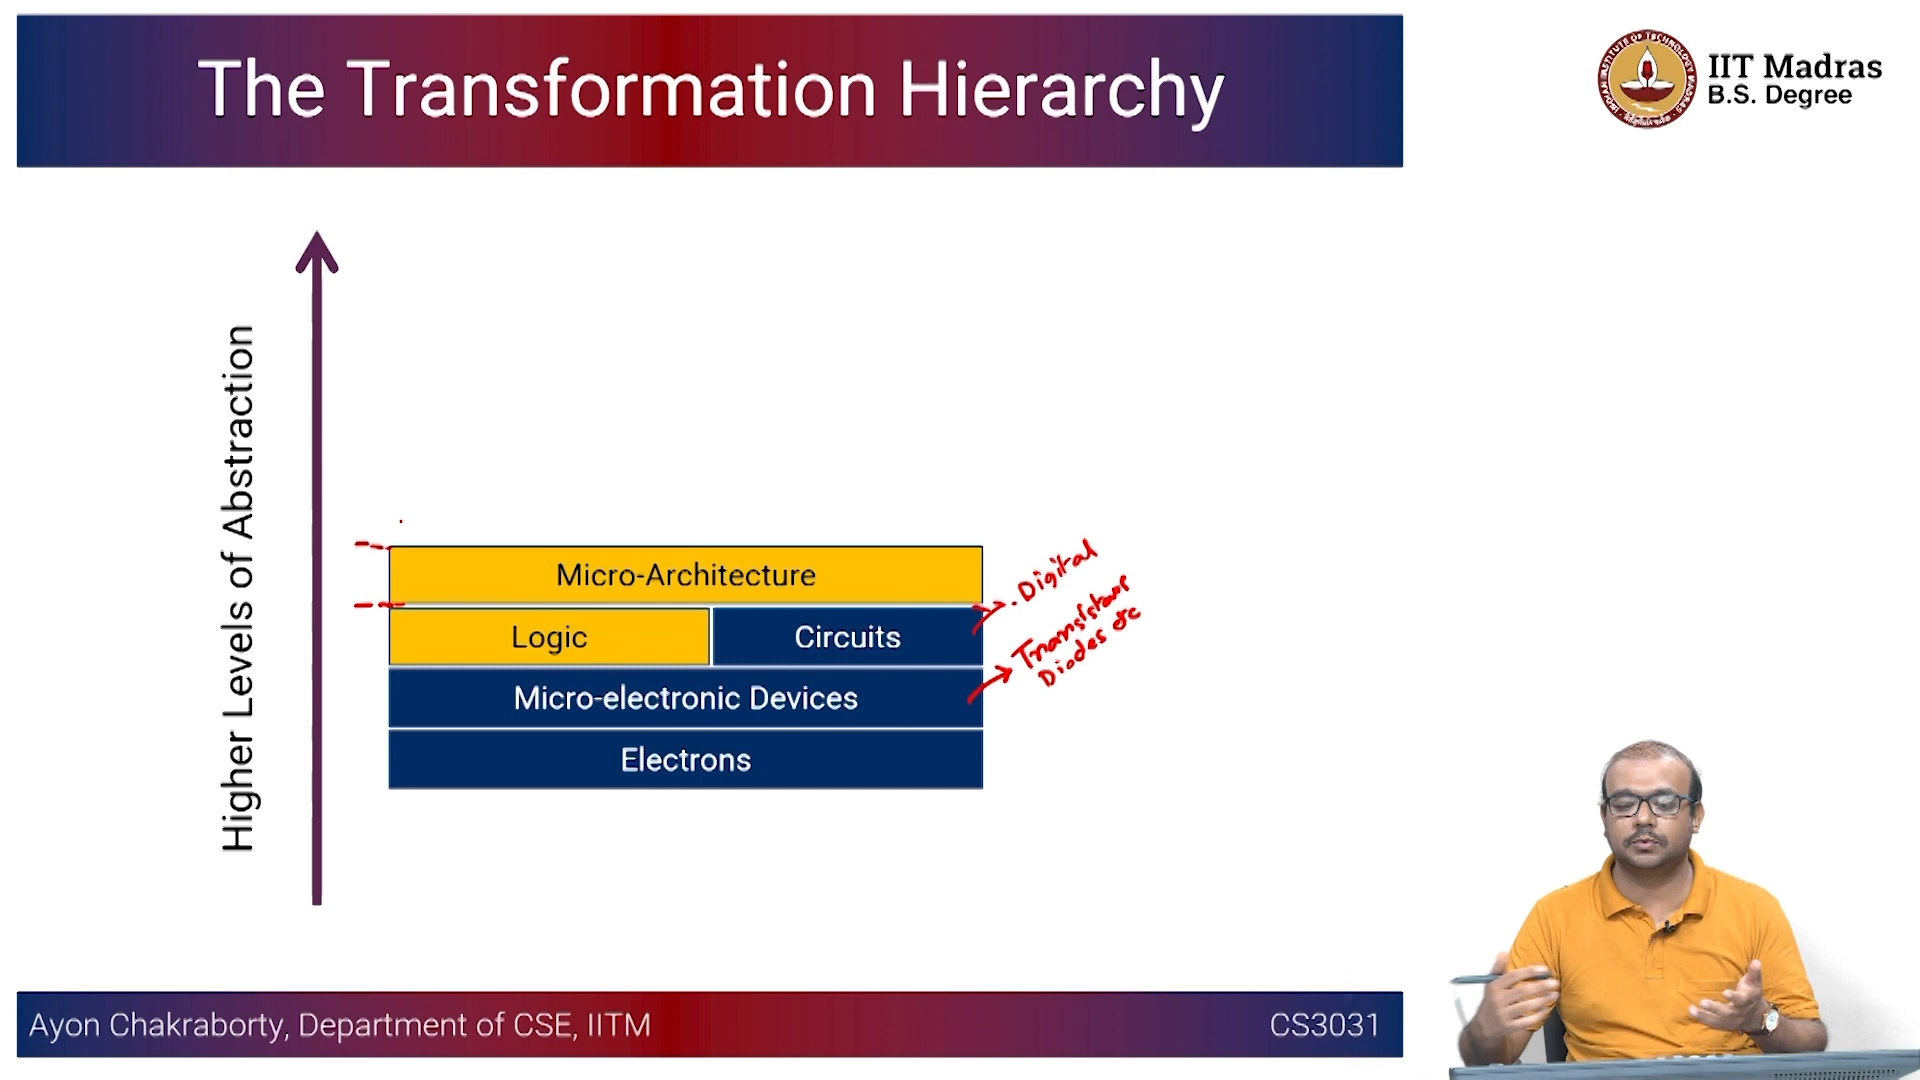 The Transformation Hierarchy
IIT Madras
B.S. Degree
Higher Levels of Abstraction
Micro-Architecture
Logic
Circuits
Micro-electronic Devices
Electrons
Digital
Transistors
Diodes etc
Ayon Chakraborty, Department of CSE, IITM
CS3031